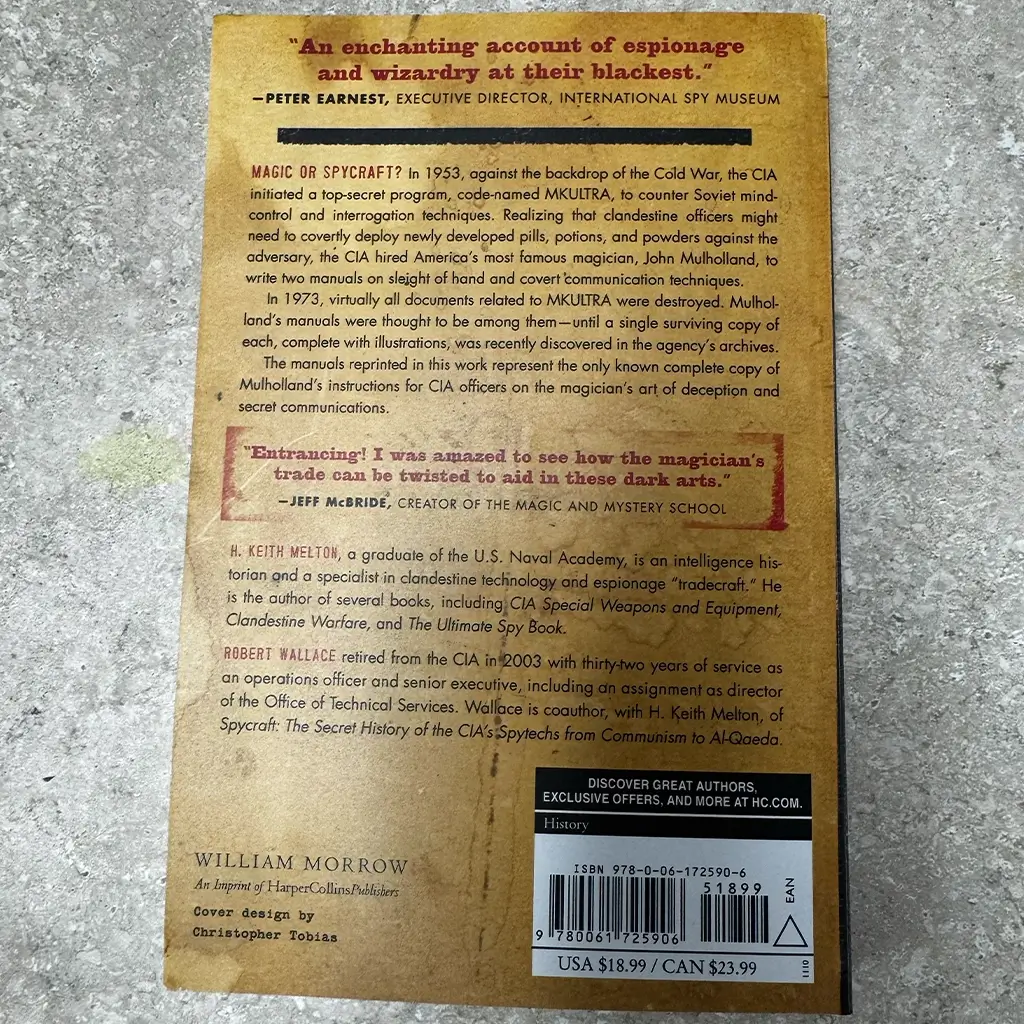 "An enchanting account of espionage
and wizardry at their blackest."
—PETER EARNEST, EXECUTIVE DIRECTOR, INTERNATIONAL SPY MUSEUM
MAGIC OR SPYCRAFT? In 1953, against the backdrop of the Cold War, the CIA
initiated a top-secret program, code-named MKULTRA, to counter Soviet mind-
control and interrogation techniques. Realizing that clandestine officers might
need to covertly deploy newly developed pills, potions, and powders against the
adversary, the CIA hired America's most famous magician, John Mulholland, to
write two manuals on sleight of hand and covert communication techniques.
In 1973, virtually all documents related to MKULTRA were destroyed. Mulhol-
land's manuals were thought to be among them—until a single surviving copy of
each, complete with illustrations, was recently discovered in the agency's archives.
The manuals reprinted in this work represent the only known complete copy of
Mulholland's instructions for CIA officers on the magician's art of deception and
secret communications.
"Entrancing! I was amazed to see how the magician's
trade can be twisted to aid in these dark arts."
—JEFF McBRIDE, CREATOR OF THE MAGIC AND MYSTERY SCHOOL
H. KEITH MELTON, a graduate of the U.S. Naval Academy, is an intelligence his-
torian and a specialist in clandestine technology and espionage "tradecraft." He
is the author of several books, including CIA Special Weapons and Equipment,
Clandestine Warfare, and The Ultimate Spy Book.
ROBERT WALLACE retired from the CIA in 2003 with thirty-two years of service as
an operations officer and senior executive, including an assignment as director
of the Office of Technical Services. Wallace is coauthor, with H. Keith Melton, of
Spycraft: The Secret History of the CIA's Spytechs from Communism to Al-Qaeda.
WILLIAM MORROW
An Imprint of HarperCollinsPublishers
Cover design by
Christopher Tobias
DISCOVER GREAT AUTHORS,
EXCLUSIVE OFFERS, AND MORE AT HC.COM.
History
ISBN 978-0-06-172590-6
51899
EAN
9 780061 725906
USA $18.99 / CAN $23.99
0111